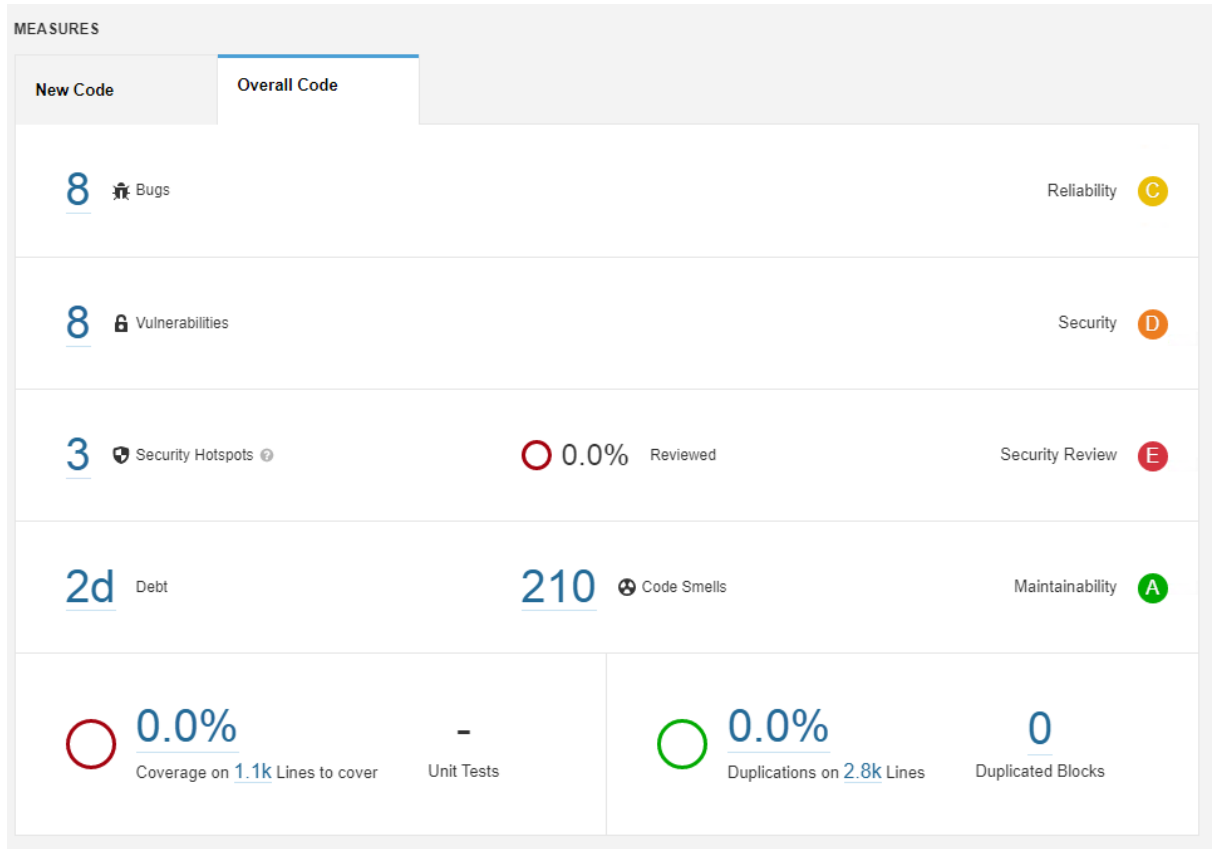 MEASURES
New Code
Overall Code
8 Bugs Reliability C
8 Vulnerabilities Security D
3 Security Hotspots ? 0.0% Reviewed Security Review E
2d Debt 210 Code Smells Maintainability A
0.0% - 0.0% 0
Coverage on 1.1k Lines to cover Unit Tests Duplications on 2.8k Lines Duplicated Blocks